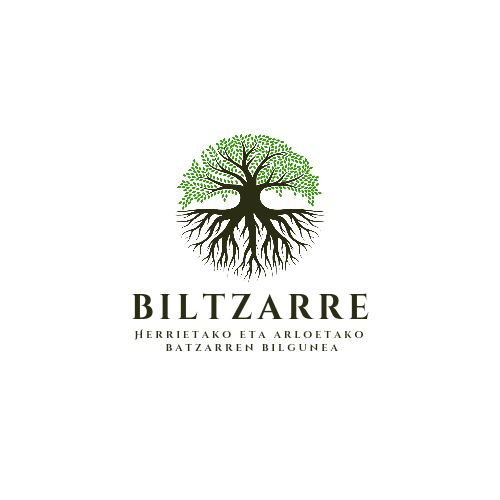 BILTZARRE
Herrietako eta arloetako
batzarren bilgunea